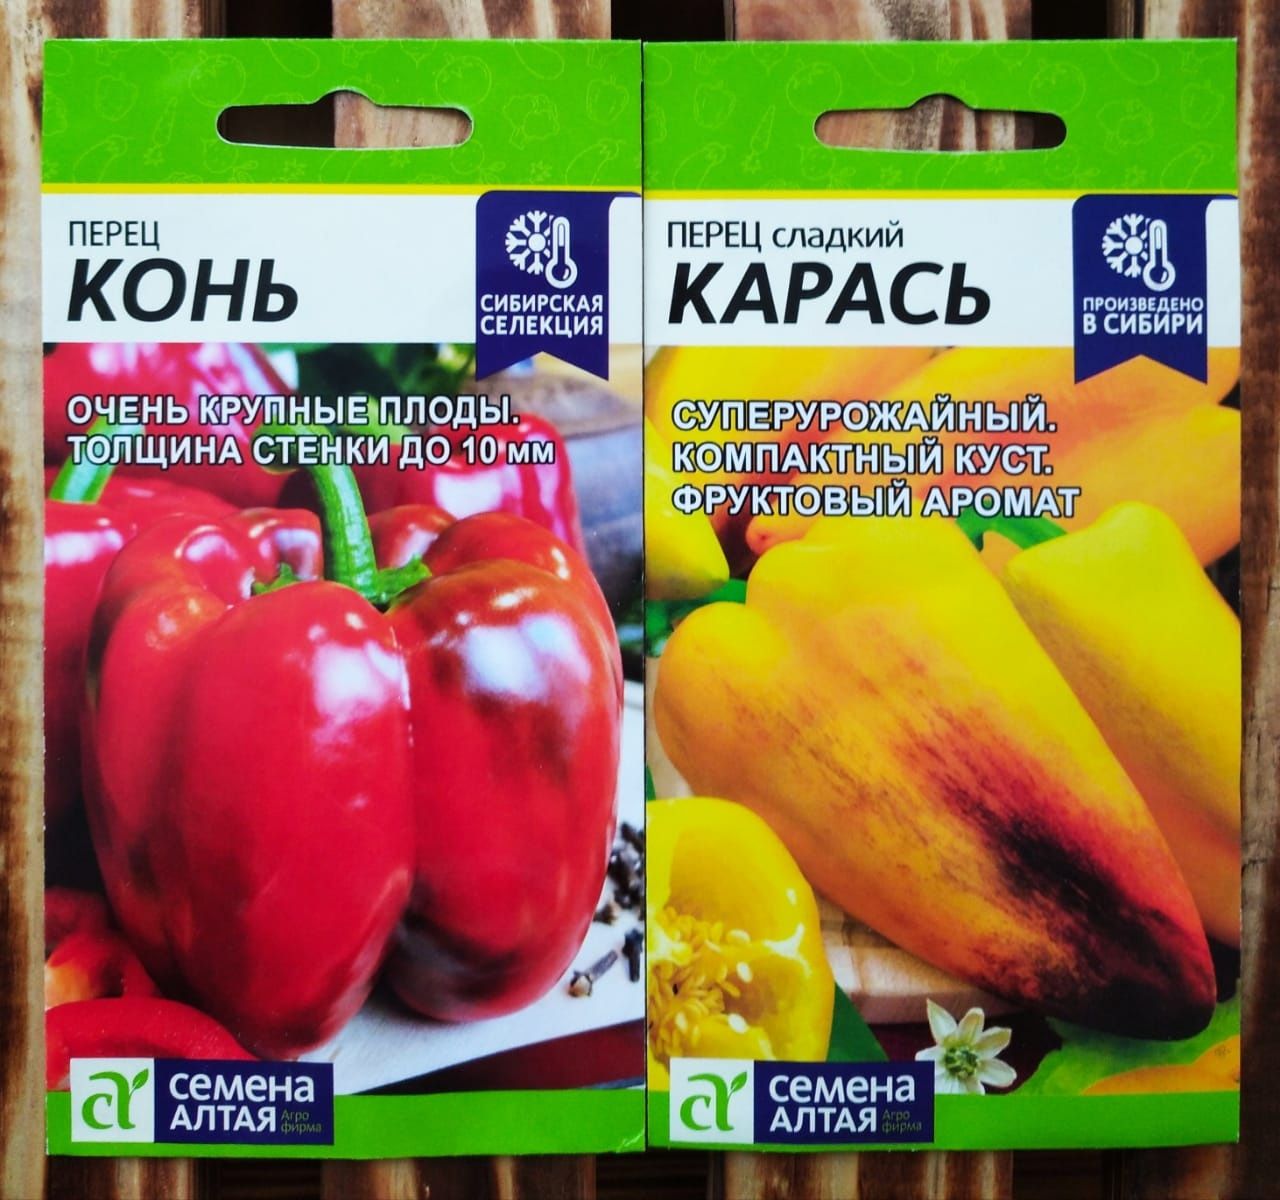 ПЕРЕЦ
КОНЬ
СИБИРСКАЯ
СЕЛЕКЦИЯ
ОЧЕНЬ КРУПНЫЕ ПЛОДЫ.
ТОЛЩИНА СТЕНКИ ДО 10 мм
семена
АЛТАЯ
Агро
фирма
ПЕРЕЦ сладкий
КАРАСЬ
ПРОИЗВЕДЕНО
В СИБИРИ
СУПЕРУРОЖАЙНЫЙ.
КОМПАКТНЫЙ КУСТ.
ФРУКТОВЫЙ АРОМАТ
семена
АЛТАЯ
Агро
фирма